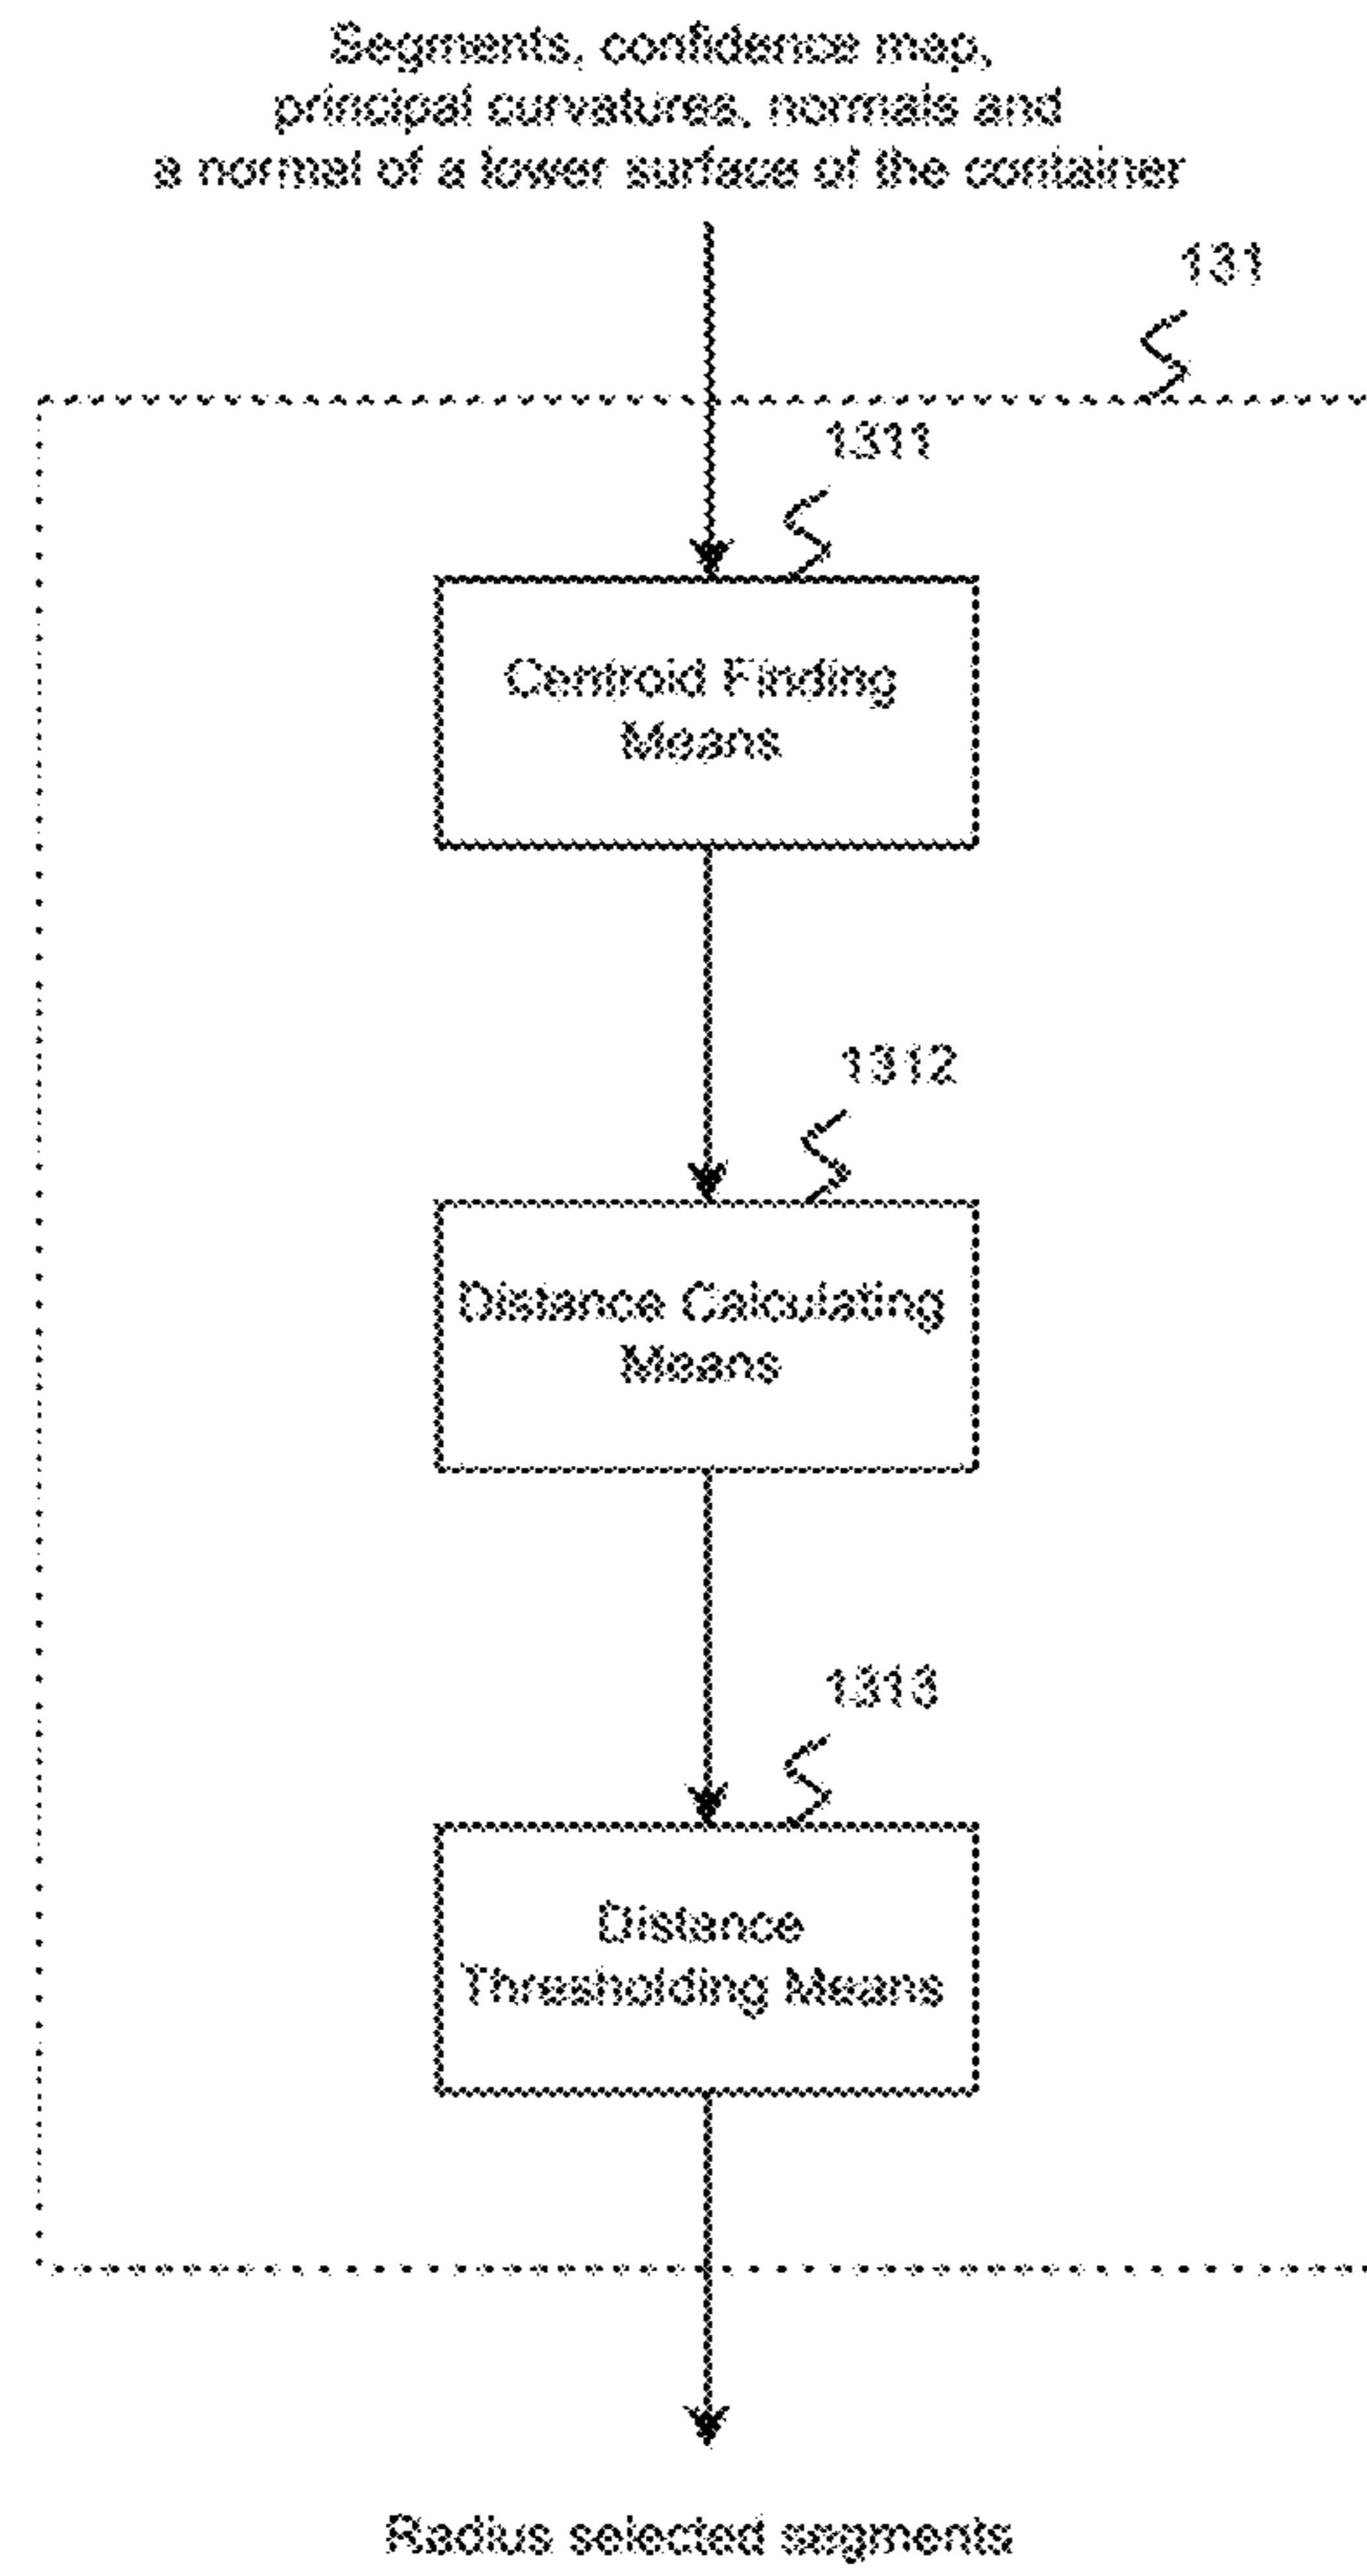 Segments, confidence map,
principal curvatures, normals and
a normal of a lower surface of the container
131
1311
Centroid Finding
Means
1312
Distance Calculating
Means
1313
Distance
Thresholding Means
Radius selected segments